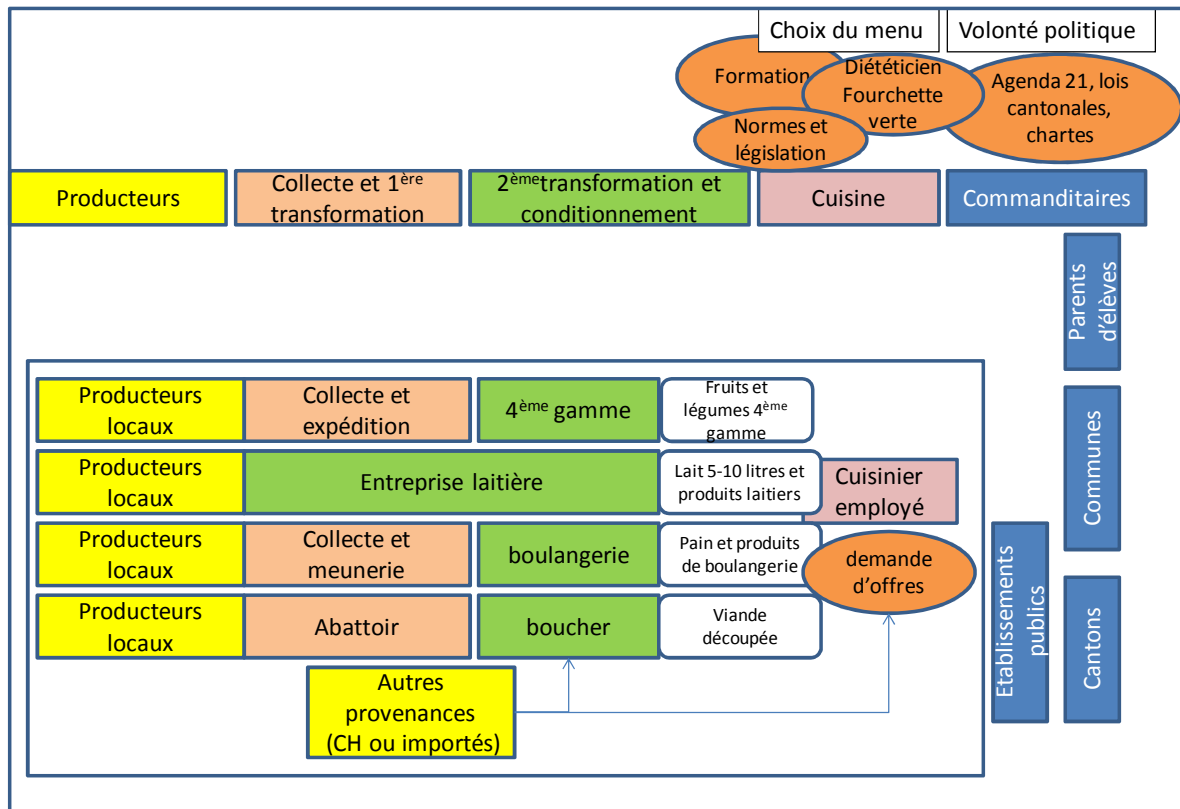 Choix du menu
Volonté politique
Formation
Diététicien
Fourchette
verte
Agenda 21, lois
cantonales,
chartes
Normes et
législation
Producteurs
Collecte et 1ère
transformation
2ème transformation et
conditionnement
Cuisine
Commanditaires
Parents
d'élèves
Producteurs
locaux
Collecte et
expédition
4ème gamme
Fruits et
légumes 4ème
gamme
Communes
Producteurs
locaux
Entreprise laitière
Lait 5-10 litres et
produits laitiers
Cuisinier
employé
Producteurs
locaux
Collecte et
meunerie
boulangerie
Pain et produits
de boulangerie
demande
d'offres
Etablissements
publics
Cantons
Producteurs
locaux
Abattoir
boucher
Viande
découpée
Autres
provenances
(CH ou importés)